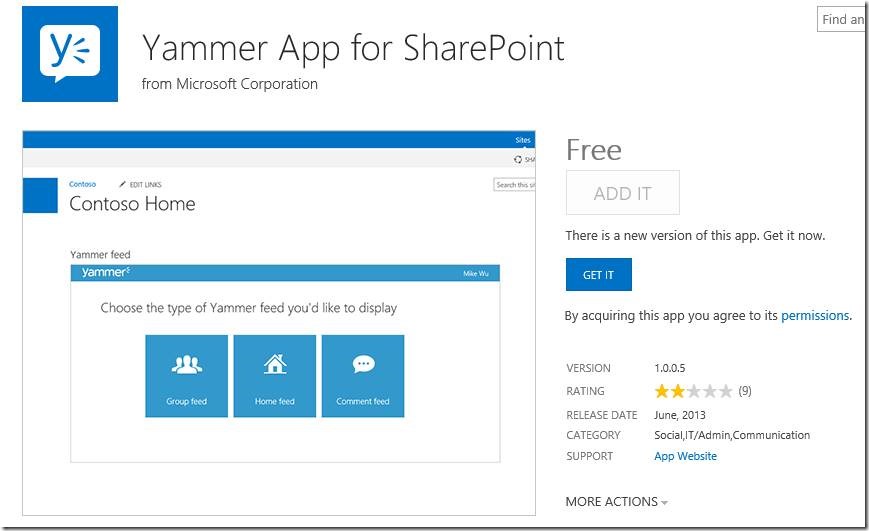 Find an
Yammer App for SharePoint
from Microsoft Corporation
Sites
SHA
Contoso
EDIT LINKS
Search this si
Contoso Home
Yammer feed
yammer
Mike Wu
Choose the type of Yammer feed you'd like to display
Group feed
Home feed
Comment feed
Free
ADD IT
There is a new version of this app. Get it now.
GET IT
By acquiring this app you agree to its permissions.
VERSION 1.0.0.5
RATING (9)
RELEASE DATE June, 2013
CATEGORY Social,IT/Admin,Communication
SUPPORT App Website
MORE ACTIONS